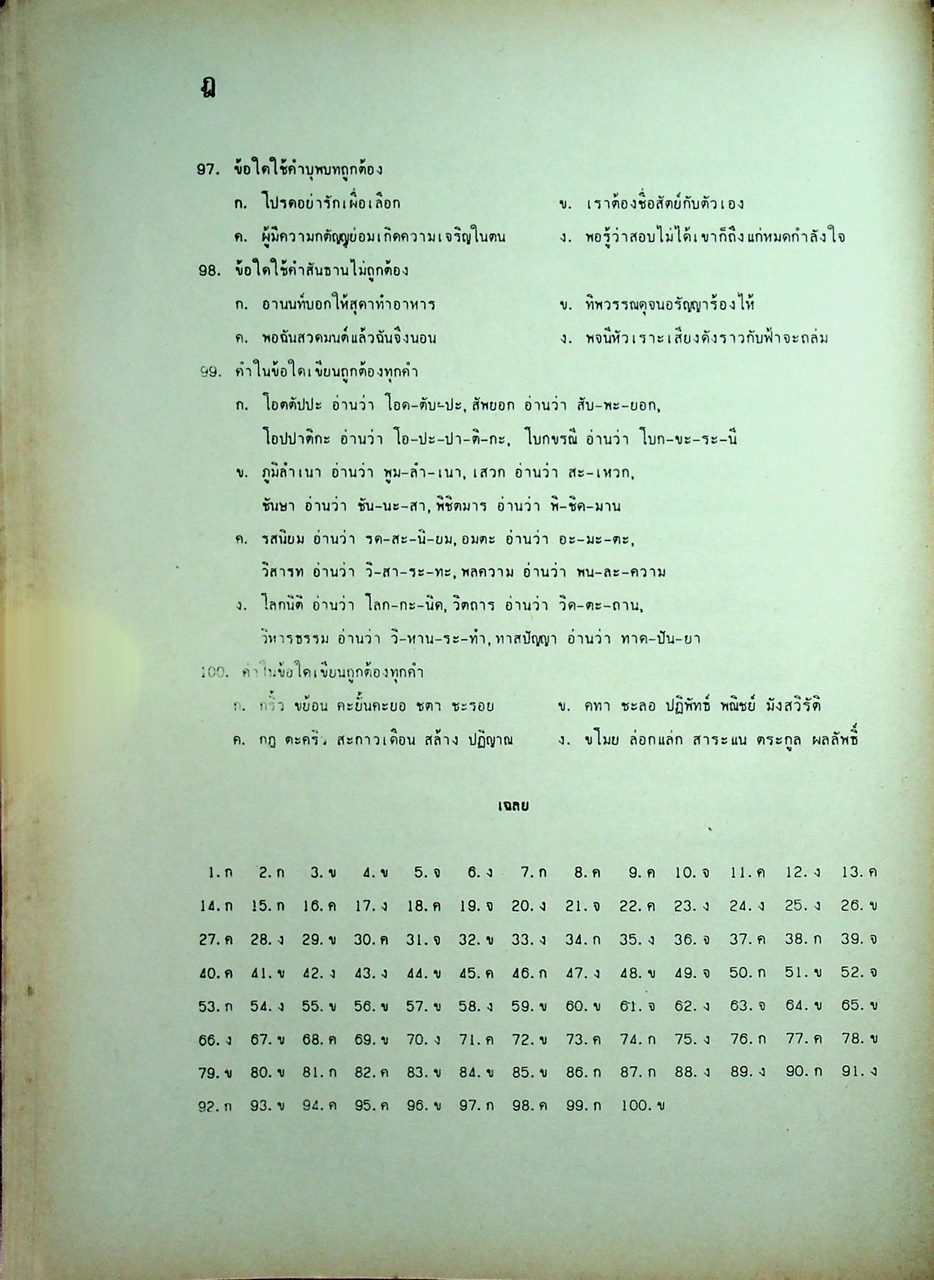 ฎ
97. ข้อใดใช้คำบุพบทถูกต้อง
ก. โปรดอย่ารักเผื่อเลือก ข. เราต้องซื่อสัตย์กับตัวเอง
ค. ผู้มีความกตัญญูย่อมเกิดความเจริญในตน ง. พอรู้ว่าสอบไม่ได้เขาก็ถึงแก่หมดกำลังใจ
98. ข้อใดใช้คำสันธานไม่ถูกต้อง
ก. อานนท์บอกให้สุดาทำอาหาร ข. ทิพวรรณดุจนอรัญญาร้องไห้
ค. พอฉันสวดมนต์แล้วฉันจึงนอน ง. พจนีหัวเราะเสียงดังราวกับฟ้าจะถล่ม
99. คำในข้อใดเขียนถูกต้องทุกคำ
ก. โอตตัปปะ อ่านว่า โอด-ตับ-ปะ, สัพยอก อ่านว่า สับ-พะ-ยอก,
โอปปาติกะ อ่านว่า โอ-ปะ-ปา-ติ-กะ, โบกขรณี อ่านว่า โบก-ขะ-ระ-นี
ข. ภูมิลำเนา อ่านว่า พูม-ลำ-เนา, เสวก อ่านว่า สะ-เหวก,
ชันษา อ่านว่า ชัน-นะ-สา, พิชิตมาร อ่านว่า พิ-ชิด-มาน
ค. รสนิยม อ่านว่า รด-สะ-นิ-ยม, อมตะ อ่านว่า อะ-มะ-ตะ,
วิสารท อ่านว่า วิ-สา-ระ-ทะ, พลความ อ่านว่า พน-ละ-ความ
ง. โลกนิติ อ่านว่า โลก-กะ-นิด, วิตถาร อ่านว่า วิด-ตะ-ถาน,
วิหารธรรม อ่านว่า วิ-หาน-ระ-ทำ, ทาสปัญญา อ่านว่า ทาด-ปัน-ยา
100. คำในข้อใดเขียนถูกต้องทุกคำ
ก. กริ้ว ขย้อน คะยั้นคะยอ ชตา ชะรอย ข. คทา ชะลอ ปฏิพัทธ์ พณิชย์ มังสวิรัติ
ค. กฎ ตะคริว สะกาวเดือน สล้าง ปฏิญาณ ง. ขโมย ล่อกแล่ก สาระแน ตระกูล ผลลัพธิ์
เฉลย
1. ก 2. ก 3. ข 4. ข 5. จ 6. ง 7. ก 8. ค 9. ค 10. จ 11. ค 12. ง 13. ค
14. ก 15. ก 16. ค 17. ง 18. ค 19. จ 20. ง 21. จ 22. ค 23. ง 24. ง 25. ง 26. ข
27. ค 28. ง 29. ข 30. ค 31. จ 32. ข 33. ง 34. ก 35. ง 36. จ 37. ค 38. ก 39. จ
40. ค 41. ข 42. ง 43. ง 44. ข 45. ค 46. ก 47. ง 48. ข 49. จ 50. ก 51. ข 52. จ
53. ก 54. ง 55. ข 56. ข 57. ข 58. ง 59. ข 60. ข 61. จ 62. ง 63. จ 64. ข 65. ข
66. ง 67. ข 68. ค 69. ข 70. ง 71. ค 72. ข 73. ค 74. ก 75. ง 76. ก 77. ค 78. ข
79. ข 80. ข 81. ก 82. ค 83. ข 84. ข 85. ข 86. ก 87. ก 88. ง 89. ง 90. ก 91. ง
92. ก 93. ข 94. ค 95. ค 96. ข 97. ก 98. ค 99. ก 100. ข